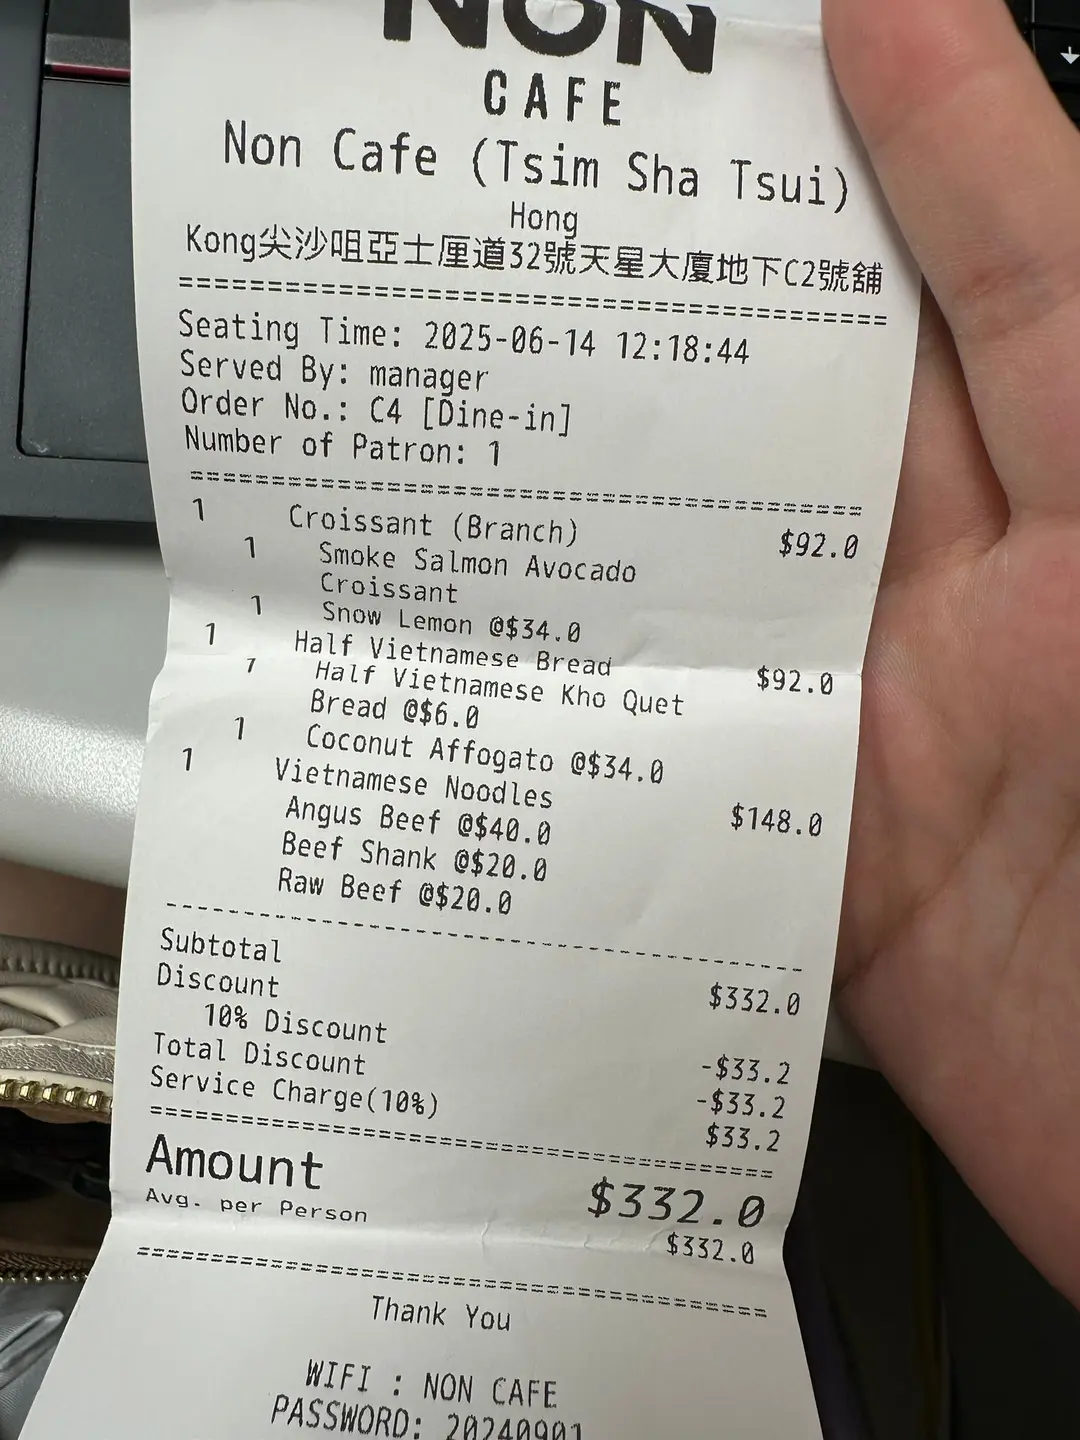 NON
CAFE
Non Cafe (Tsim Sha Tsui)
Hong
Kong尖沙咀亞士厘道32號天星大廈地下C2號舖
=======================================
Seating Time: 2025-06-14 12:18:44
Served By: manager
Order No.: C4 [Dine-in]
Number of Patron: 1
=======================================
1 Croissant (Branch) $92.0
1 Smoke Salmon Avocado
Croissant
1 Snow Lemon @$34.0
1 Half Vietnamese Bread $92.0
1 Half Vietnamese Kho Quet
Bread @$6.0
1 Coconut Affogato @$34.0
1 Vietnamese Noodles $148.0
Angus Beef @$40.0
Beef Shank @$20.0
Raw Beef @$20.0
---------------------------------------
Subtotal $332.0
Discount
10% Discount -$33.2
Total Discount -$33.2
Service Charge(10%) $33.2
=======================================
Amount $332.0
Avg. per Person $332.0
=======================================
Thank You
WIFI : NON CAFE
PASSWORD: 20240901